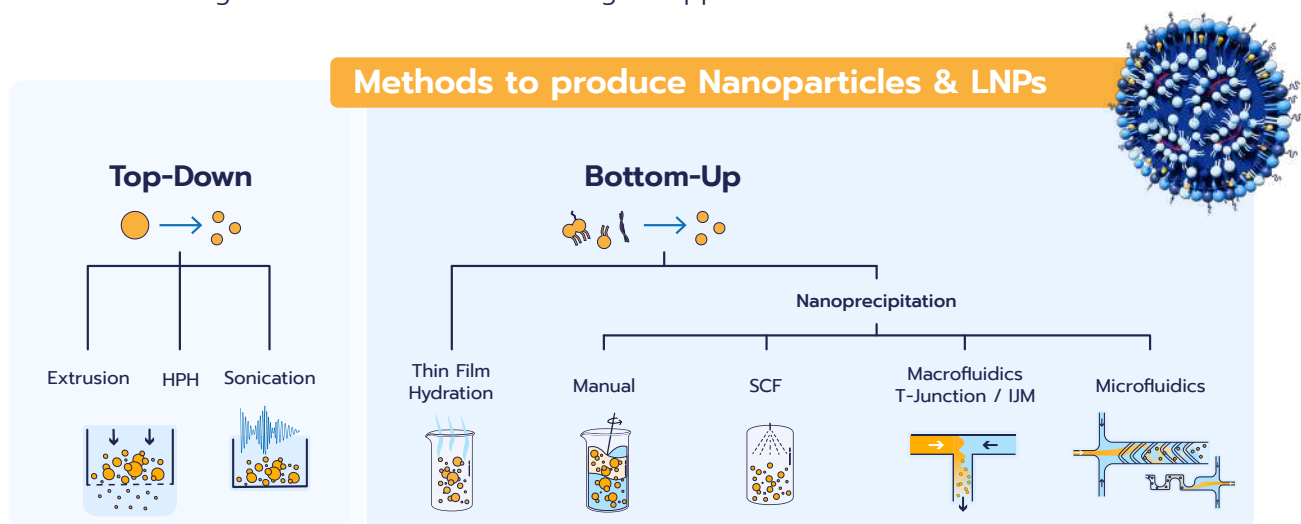 Methods to produce Nanoparticles & LNPs
Top-Down
Bottom-Up
Nanoprecipitation
Extrusion
HPH
Sonication
Thin Film
Hydration
Manual
SCF
Macrofluidics
T-Junction / IJM
Microfluidics